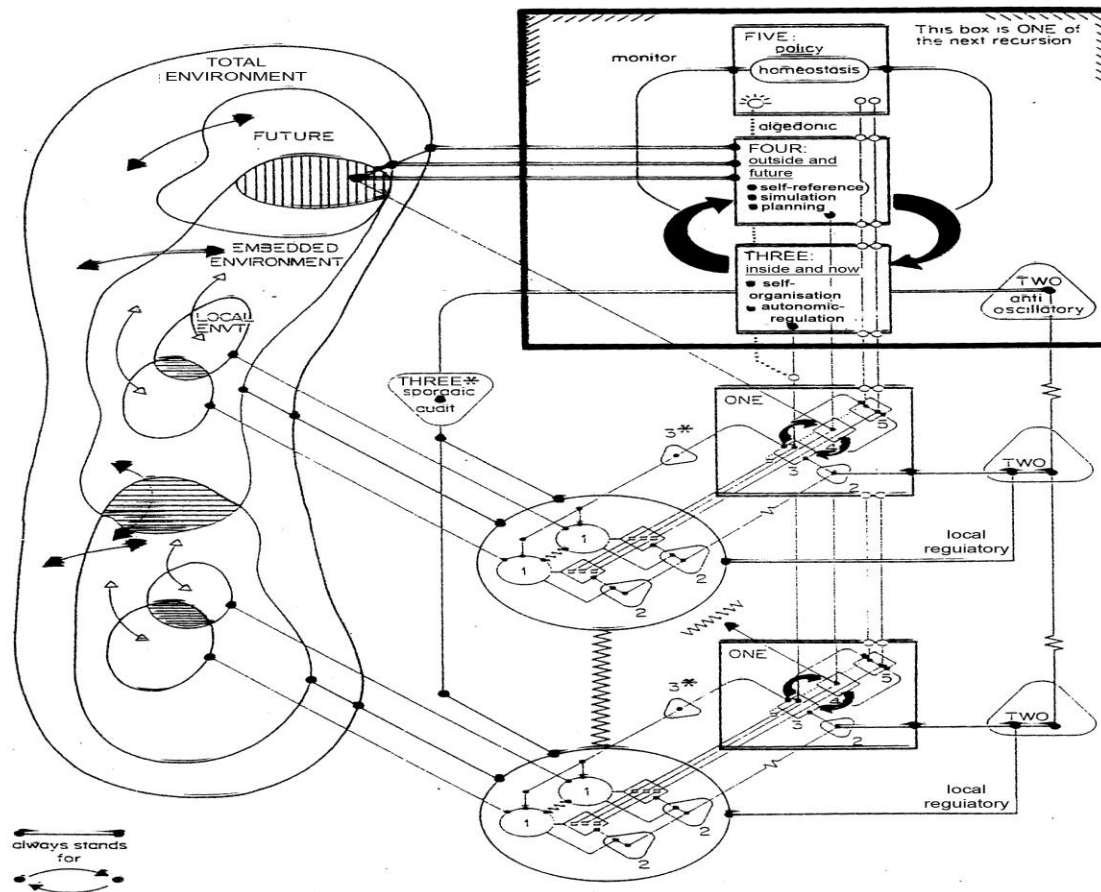 TOTAL
ENVIRONMENT
FUTURE
EMBEDDED
ENVIRONMENT
LOCAL
ENVT
monitor
FIVE:
policy
homeostasis
This box is ONE of
the next recursion
algedonic
FOUR:
outside and
future
self-reference
simulation
planning
THREE:
inside and now
self-
organisation
autonomic-
regulation
TWO
anti
oscillatory
THREE*
sporadic
audit
ONE
5
4
3
2
3*
TWO
local
reguiatory
1
1
2
2
ONE
5
4
3
2
3*
TWO
local
reguiatory
1
1
2
2
always stands
for